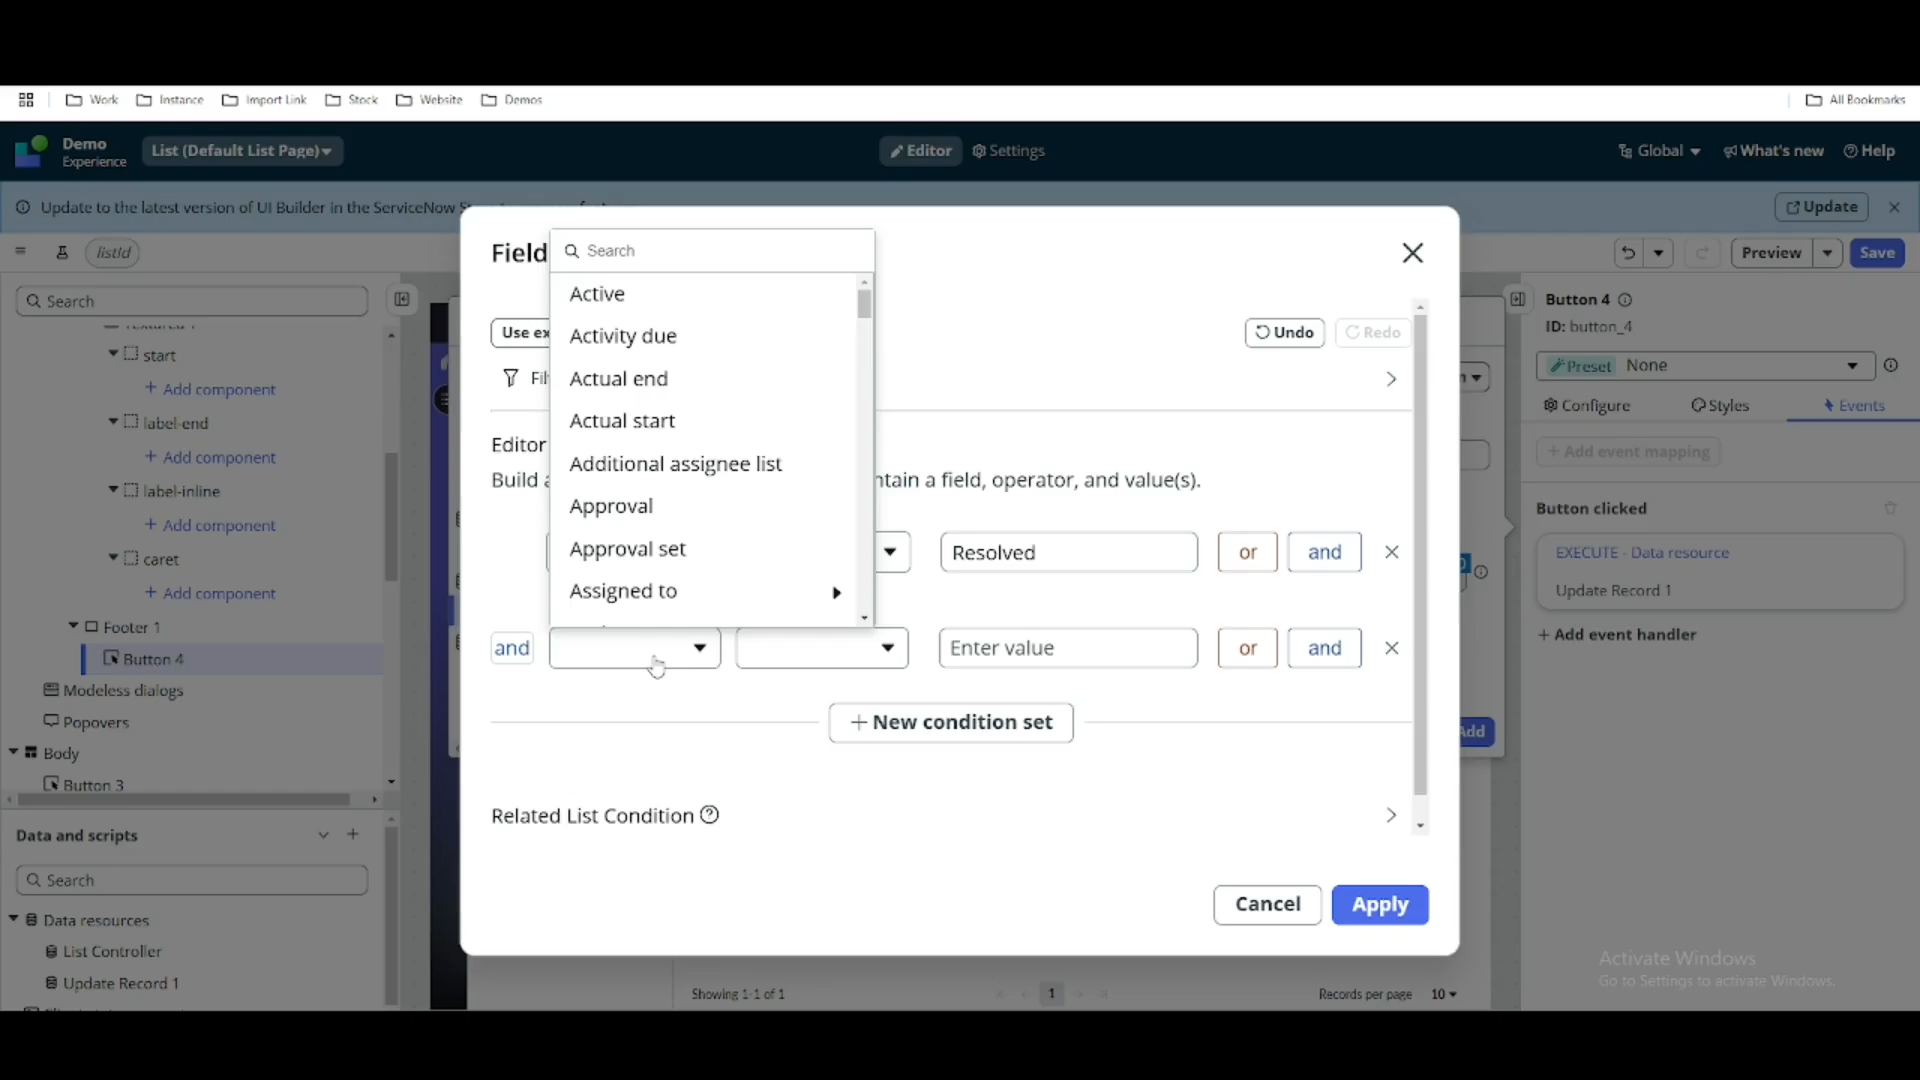 Work Instance Import Link Stock Website Demos All Bookmarks
Demo
Experience
List (Default List Page)
Editor Settings
Global What's new Help
Update to the latest version of UI Builder in the ServiceNow
Update
listId
Preview Save
Search
start
+ Add component
label-end
+ Add component
label-inline
+ Add component
caret
+ Add component
Footer 1
Button 4
Modeless dialogs
Popovers
Body
Button 3
Data and scripts
Search
Data resources
List Controller
Update Record 1
Field
Search
Active
Activity due
Actual end
Actual start
Additional assignee list
Approval
Approval set
Assigned to
Use ex
Undo Redo
Editor
Build
ntain a field, operator, and value(s).
Resolved or and
and Enter value or and
+ New condition set
Related List Condition
Cancel Apply
Add
Showing 1-1 of 1
1
Records per page 10
Button 4
ID: button_4
Preset None
Configure Styles Events
+ Add event mapping
Button clicked
EXECUTE - Data resource
Update Record 1
+ Add event handler
Activate Windows
Go to Settings to activate Windows.